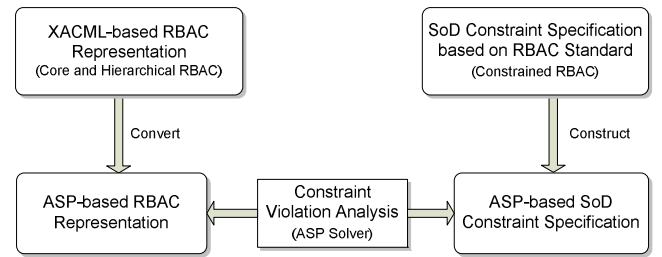 XACML-based RBAC
Representation
(Core and Hierarchical RBAC)
SoD Constraint Specification
based on RBAC Standard
(Constrained RBAC)
Convert
Construct
ASP-based RBAC
Representation
Constraint
Violation Analysis
(ASP Solver)
ASP-based SoD
Constraint Specification